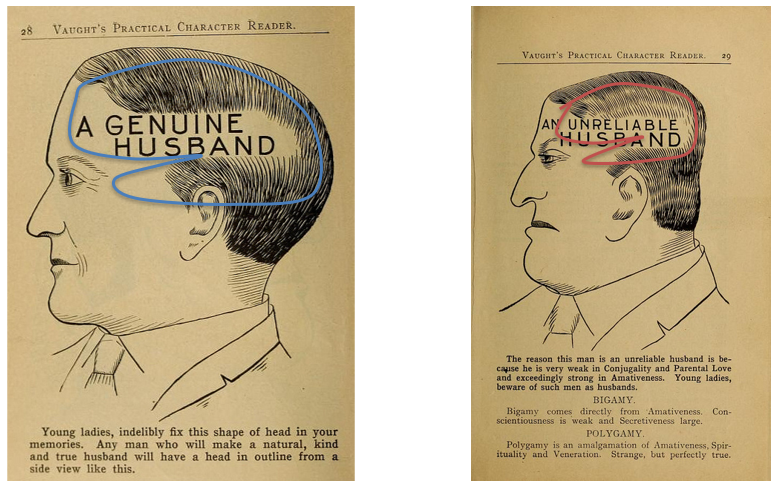 28 VAUGHT'S PRACTICAL CHARACTER READER.
A GENUINE
HUSBAND
Young ladies, indelibly fix this shape of head in your
memories. Any man who will make a natural, kind
and true husband will have a head in outline from a
side view like this.
VAUGHT'S PRACTICAL CHARACTER READER. 29
AN UNRELIABLE
HUSBAND
The reason this man is an unreliable husband is be-
cause he is very weak in Conjugality and Parental Love
and exceedingly strong in Amativeness. Young ladies,
beware of such men as husbands.
BIGAMY.
Bigamy comes directly from Amativeness. Con-
scientiousness is weak and Secretiveness large.
POLYGAMY.
Polygamy is an amalgamation of Amativeness, Spir-
ituality and Veneration. Strange, but perfectly true.